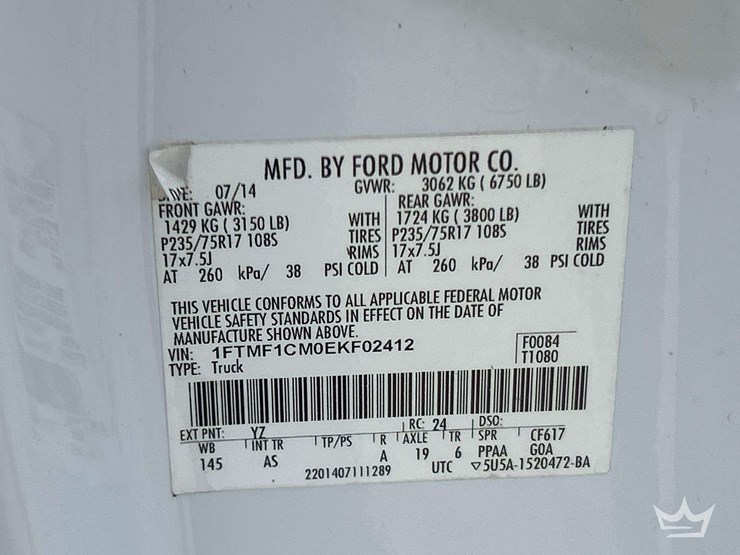 MFD. BY FORD MOTOR CO.
DATE: 07/14 GVWR: 3062 KG ( 6750 LB)
FRONT GAWR: REAR GAWR:
1429 KG ( 3150 LB) WITH 1724 KG ( 3800 LB) WITH
P235/75R17 108S TIRES P235/75R17 108S TIRES
17x7.5J RIMS 17x7.5J RIMS
AT 260 kPa/ 38 PSI COLD AT 260 kPa/ 38 PSI COLD
THIS VEHICLE CONFORMS TO ALL APPLICABLE FEDERAL MOTOR
VEHICLE SAFETY STANDARDS IN EFFECT ON THE DATE OF
MANUFACTURE SHOWN ABOVE.
VIN: 1FTMF1CM0EKF02412 F0084
TYPE: Truck T1080
EXT PNT: YZ RC: 24 DSO:
WB INT TR TP/PS R AXLE TR SPR CF617
145 AS A 19 6 PPAA GOA
2201407111289 UTC ▽5U5A-1520472-BA